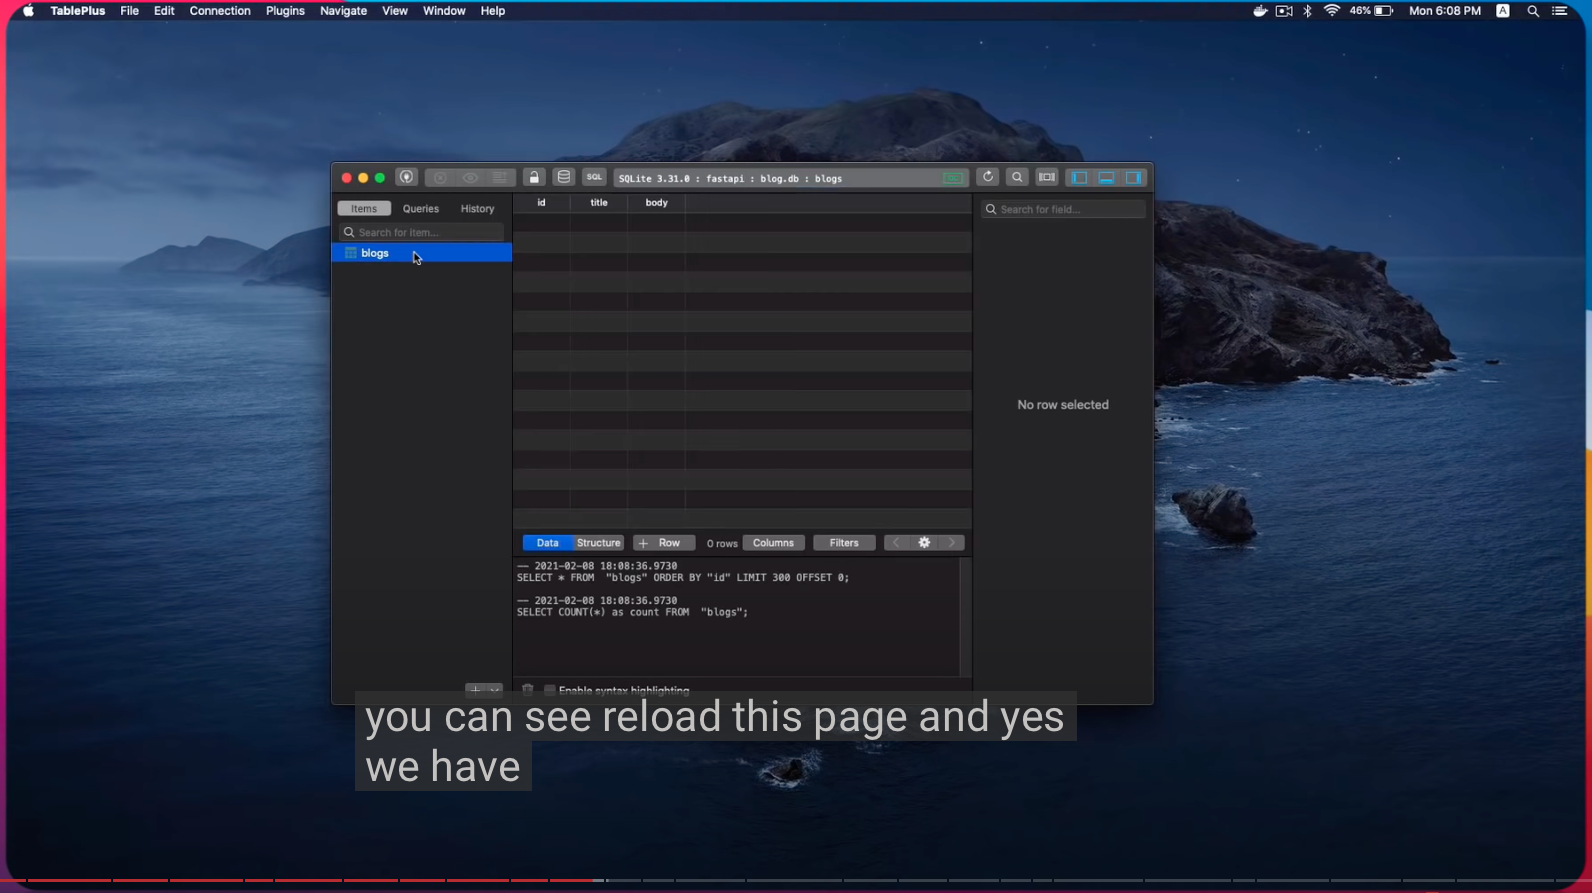 TablePlus File Edit Connection Plugins Navigate View Window Help 46% Mon 6:08 PM A
SQL SQLite 3.31.0 : fastapi : blog.db : blogs
Items Queries History
id title body
Search for field...
Search for item...
blogs
No row selected
Data Structure + Row 0 rows Columns Filters
-- 2021-02-08 18:08:36.9730
SELECT * FROM "blogs" ORDER BY "id" LIMIT 300 OFFSET 0;
-- 2021-02-08 18:08:36.9730
SELECT COUNT(*) as count FROM "blogs";
Enable syntax highlighting
you can see reload this page and yes
we have